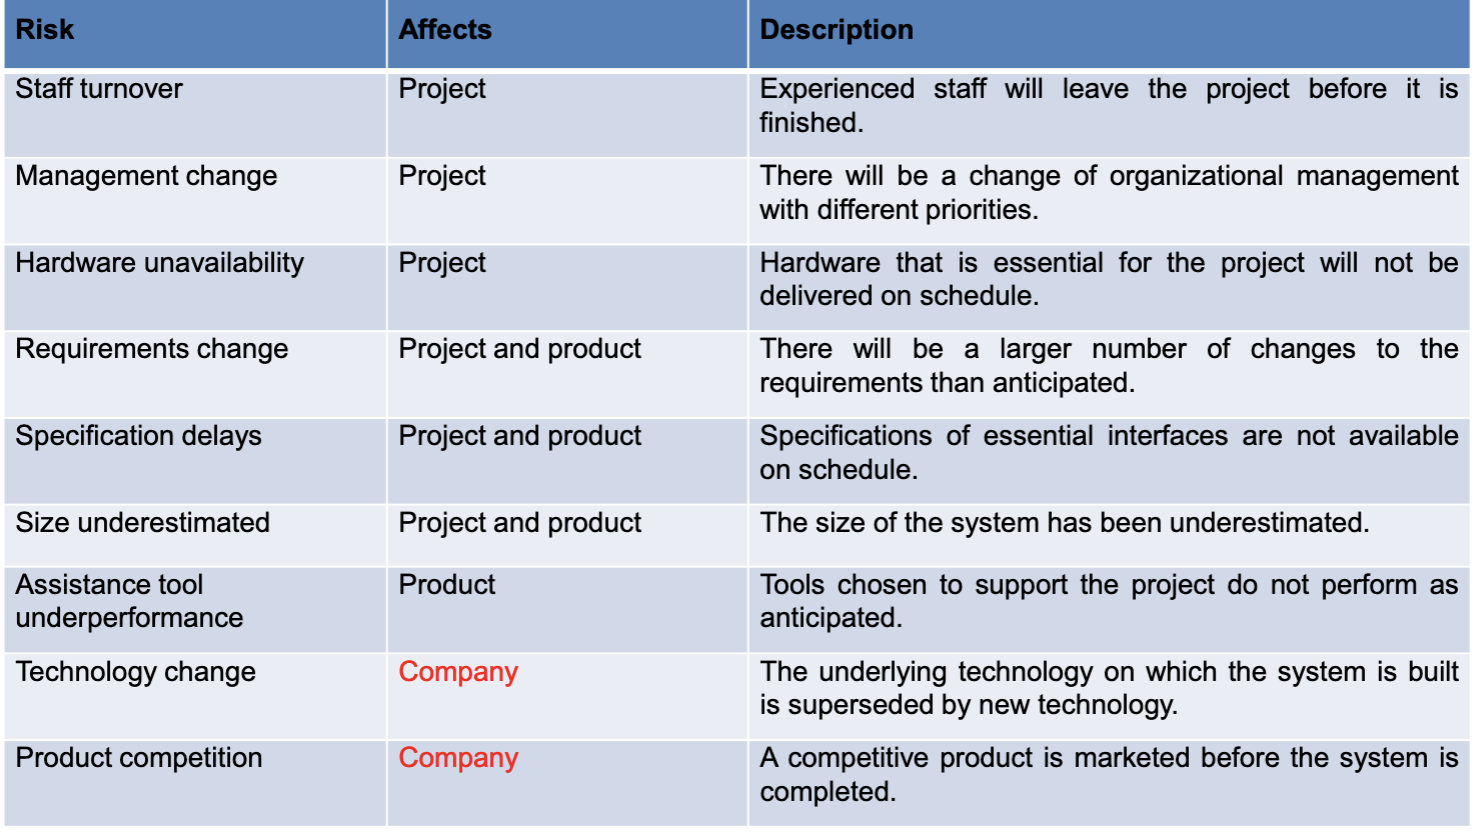 Risk Affects Description
Staff turnover Project Experienced staff will leave the project before it is
finished.
Management change Project There will be a change of organizational management
with different priorities.
Hardware unavailability Project Hardware that is essential for the project will not be
delivered on schedule.
Requirements change Project and product There will be a larger number of changes to the
requirements than anticipated.
Specification delays Project and product Specifications of essential interfaces are not available
on schedule.
Size underestimated Project and product The size of the system has been underestimated.
Assistance tool Product Tools chosen to support the project do not perform as
underperformance anticipated.
Technology change Company The underlying technology on which the system is built
is superseded by new technology.
Product competition Company A competitive product is marketed before the system is
completed.